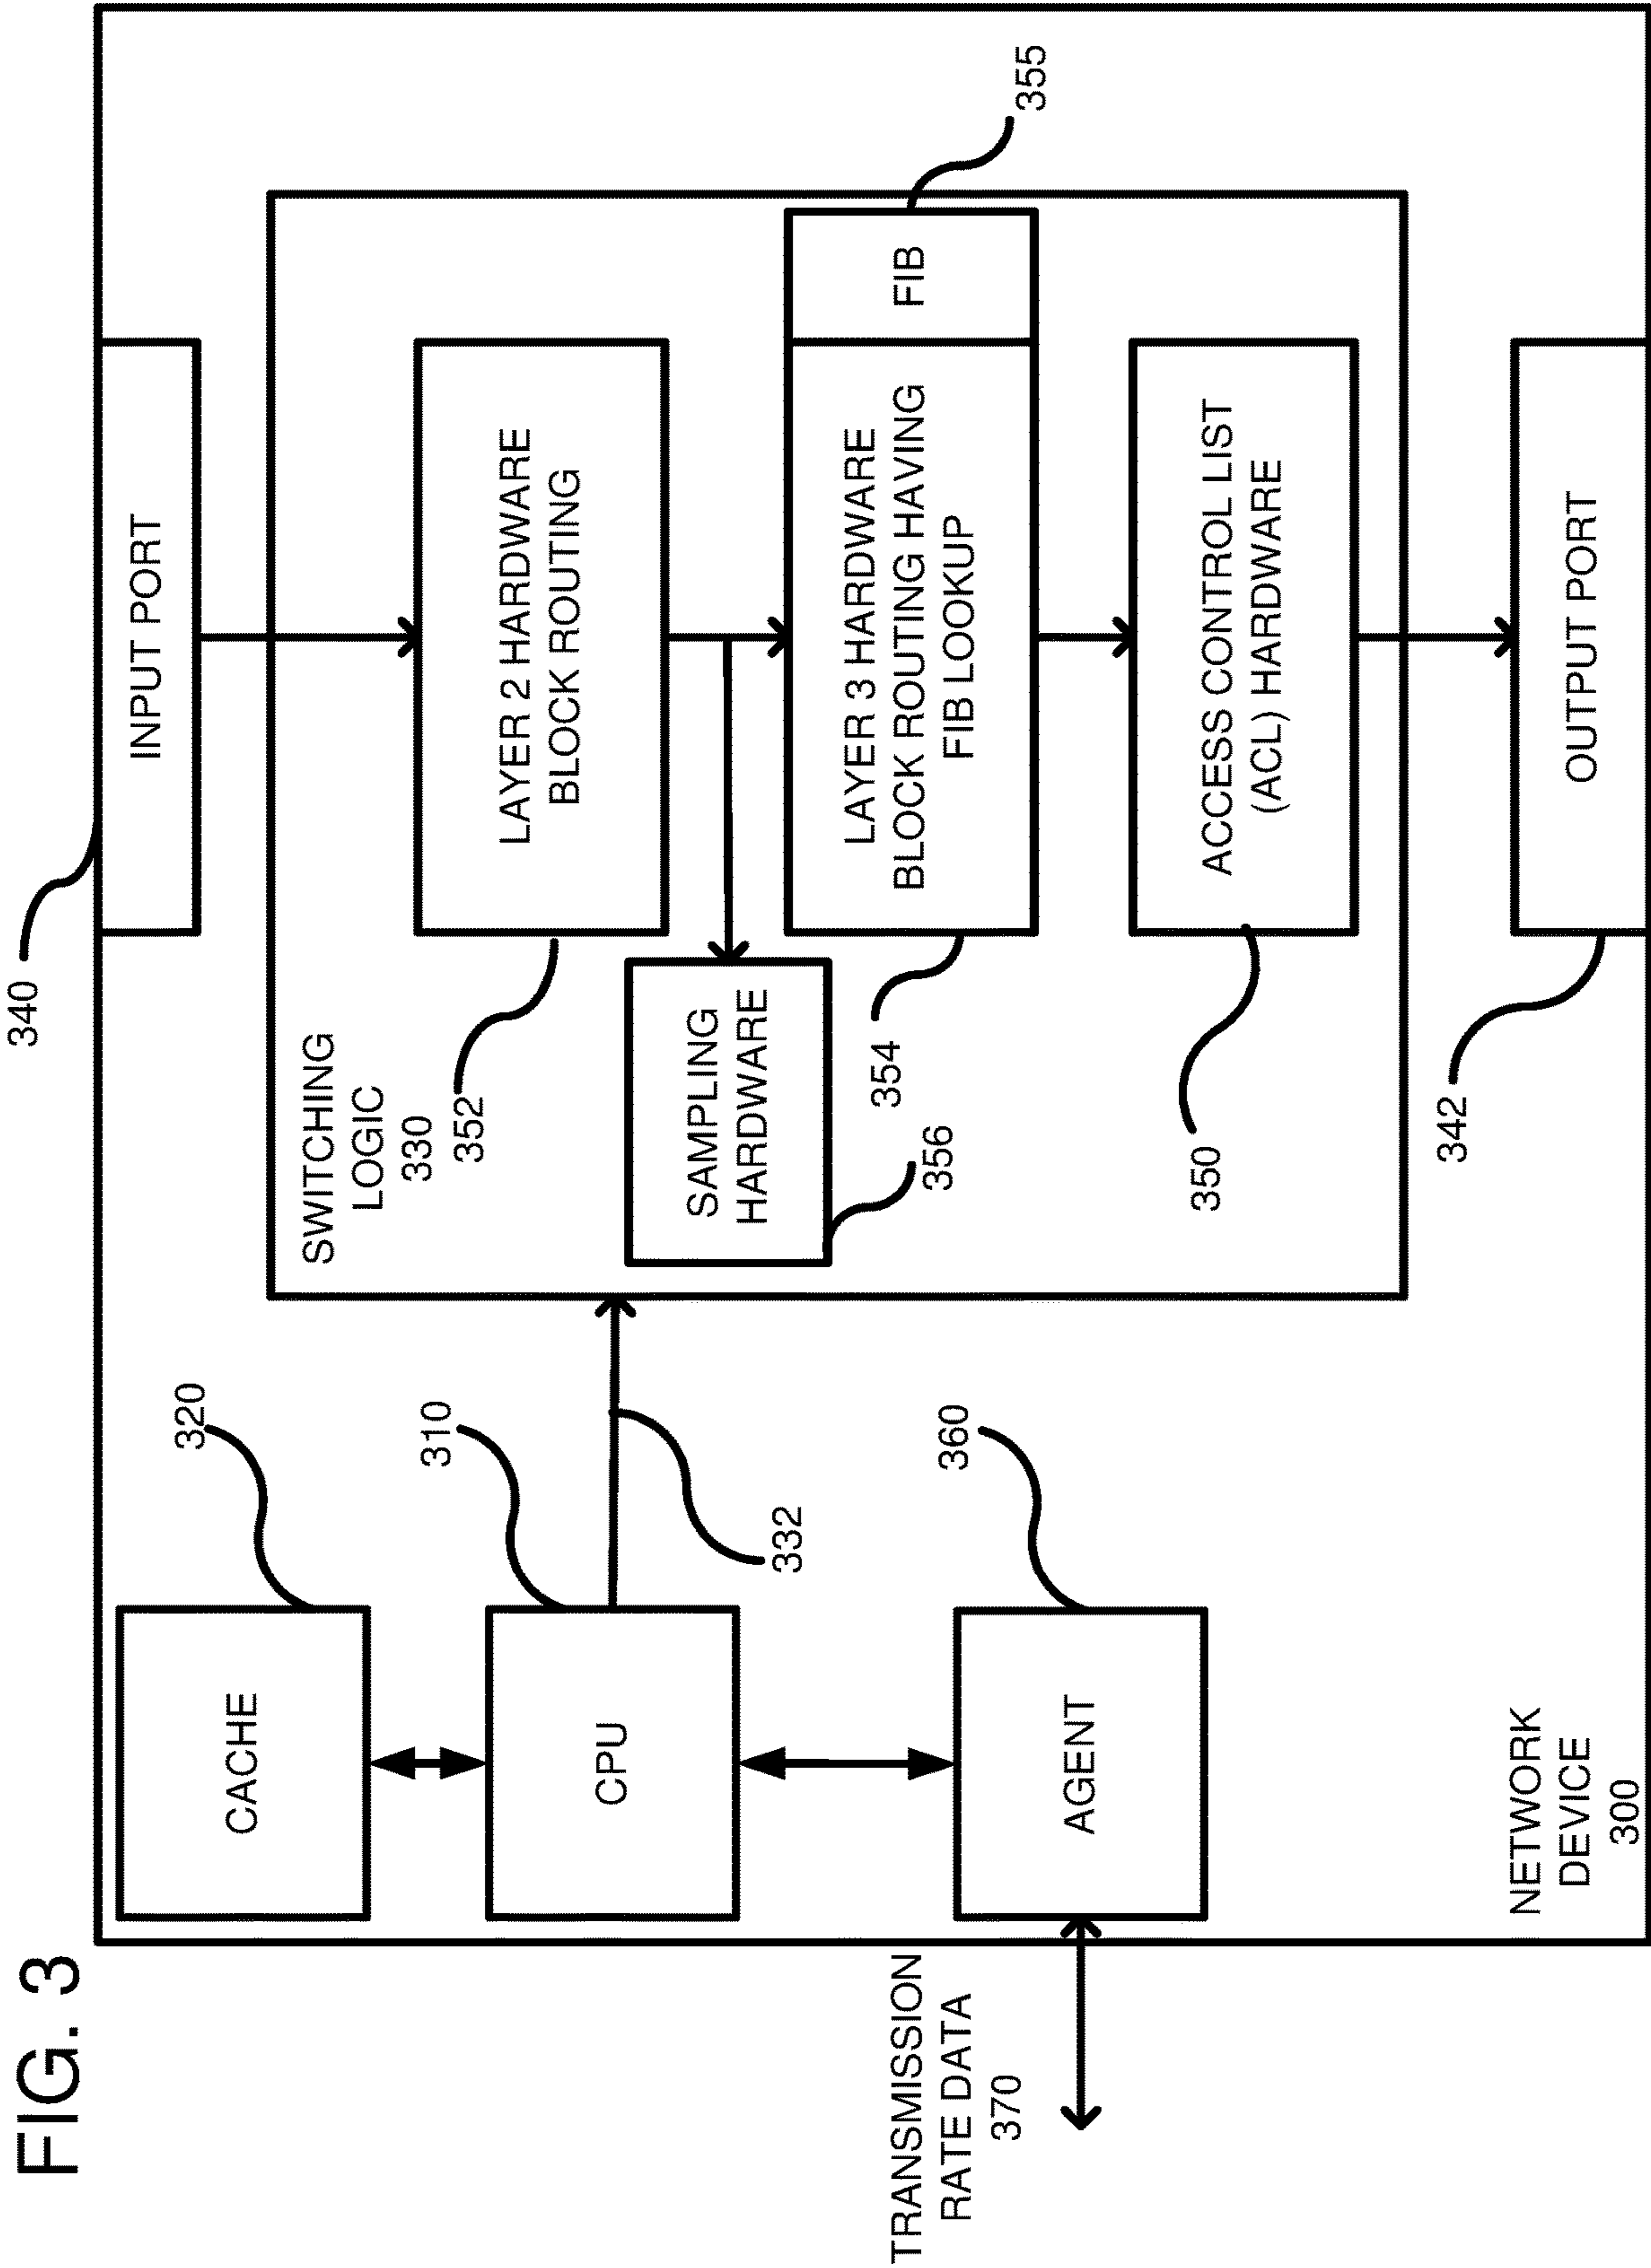 FIG. 3
340
INPUT PORT
CACHE
320
SWITCHING
LOGIC
330
352
LAYER 2 HARDWARE
BLOCK ROUTING
CPU
310
332
SAMPLING
HARDWARE
356
354
LAYER 3 HARDWARE
BLOCK ROUTING HAVING
FIB LOOKUP
FIB
355
TRANSMISSION
RATE DATA
370
AGENT
360
350
ACCESS CONTROL LIST
(ACL) HARDWARE
342
OUTPUT PORT
NETWORK
DEVICE
300